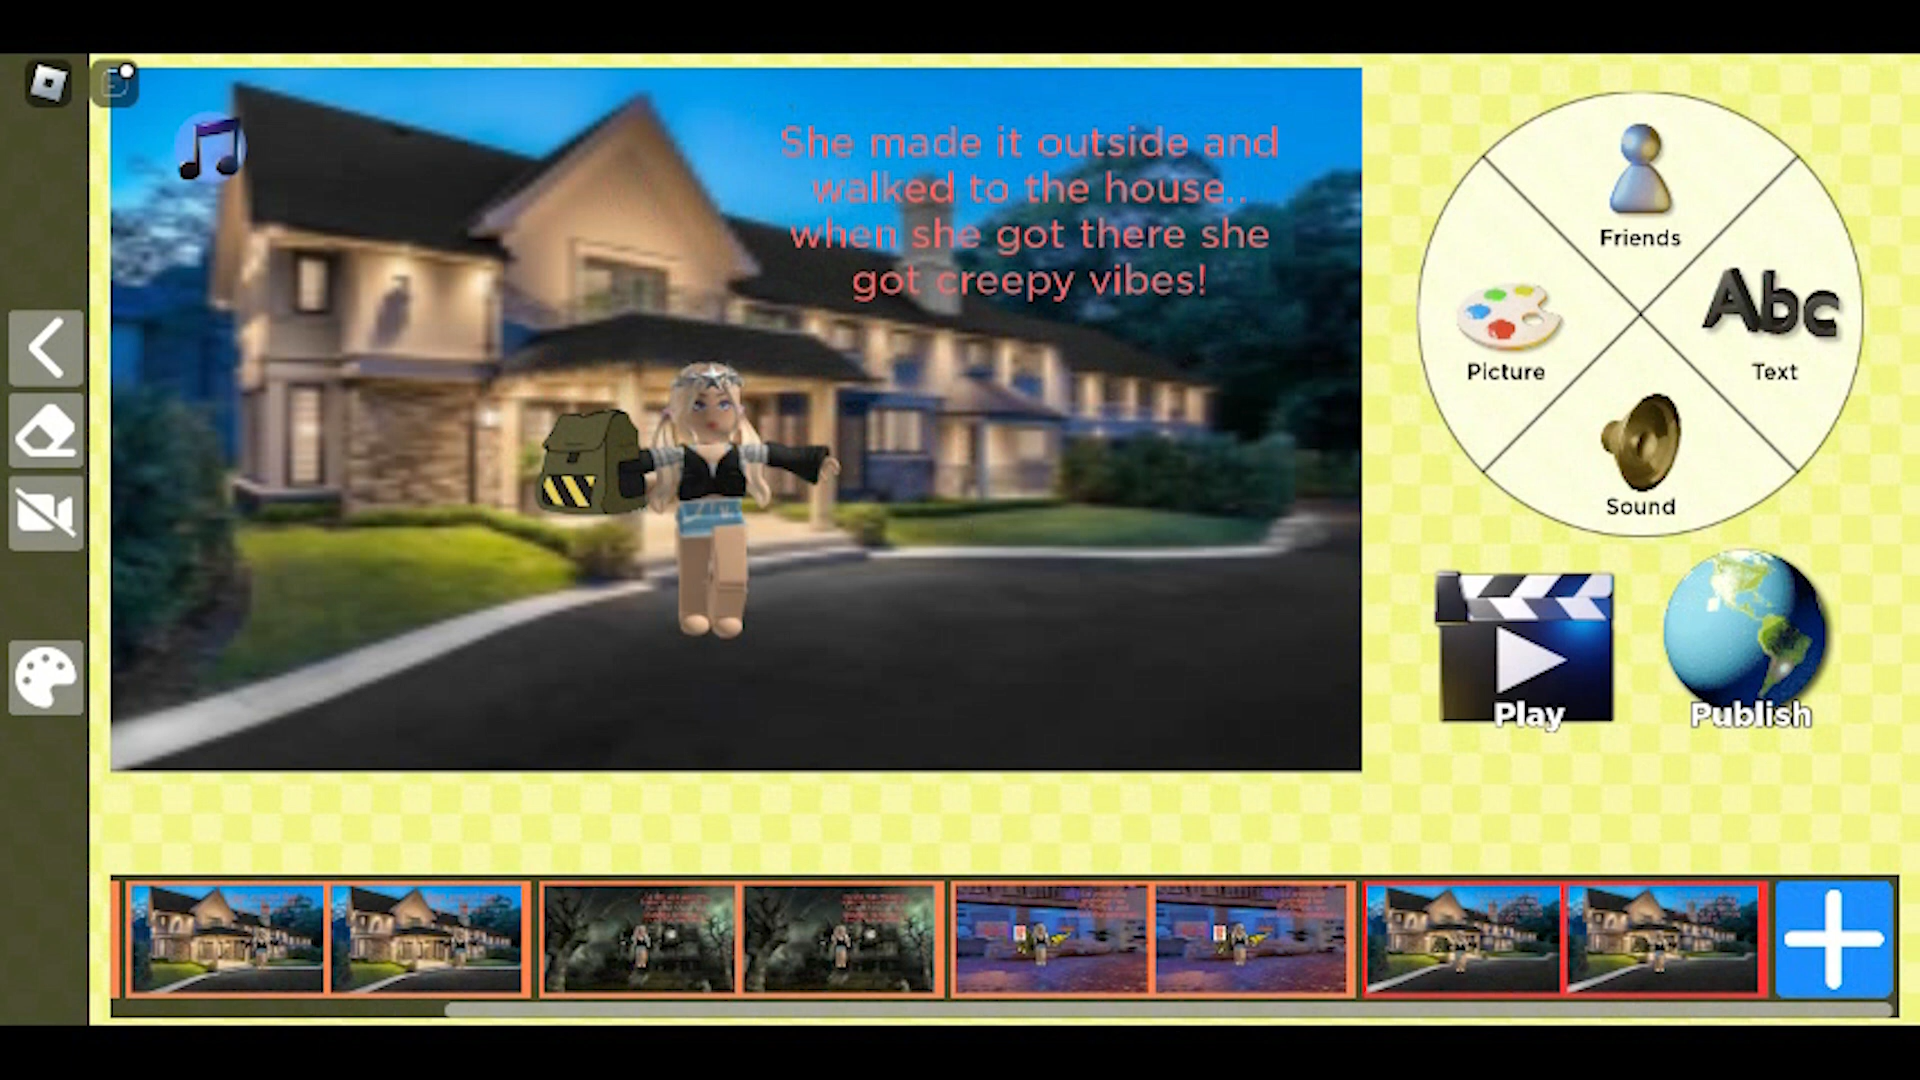 She made it outside and
walked to the house..
when she got there she
got creepy vibes!
Friends
Picture
Abc
Text
Sound
Play
Publish